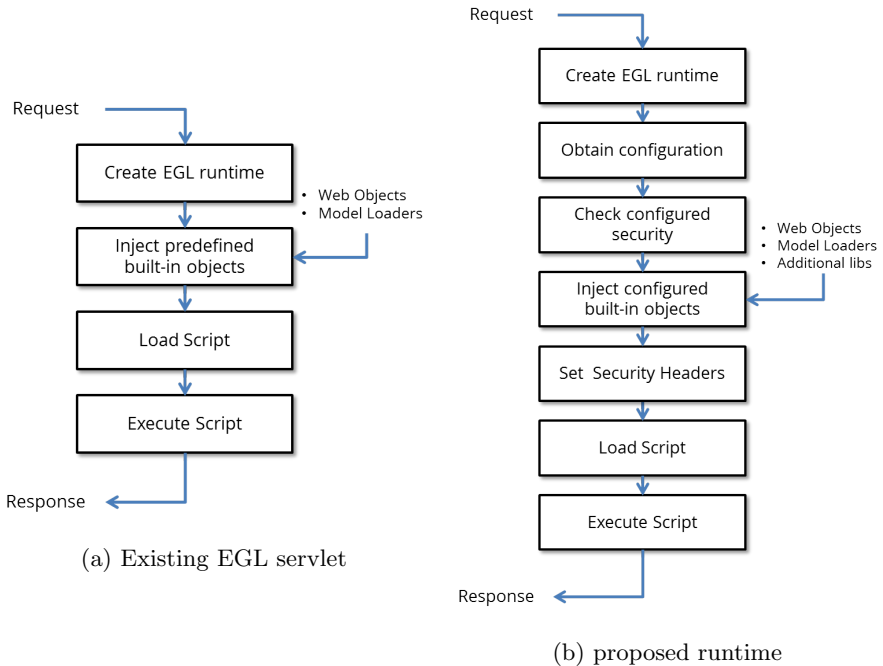 Request
Create EGL runtime
• Web Objects
• Model Loaders
Inject predefined
built-in objects
Load Script
Execute Script
Response
(a) Existing EGL servlet
Request
Create EGL runtime
Obtain configuration
Check configured
security
• Web Objects
• Model Loaders
• Additional libs
Inject configured
built-in objects
Set Security Headers
Load Script
Execute Script
Response
(b) proposed runtime